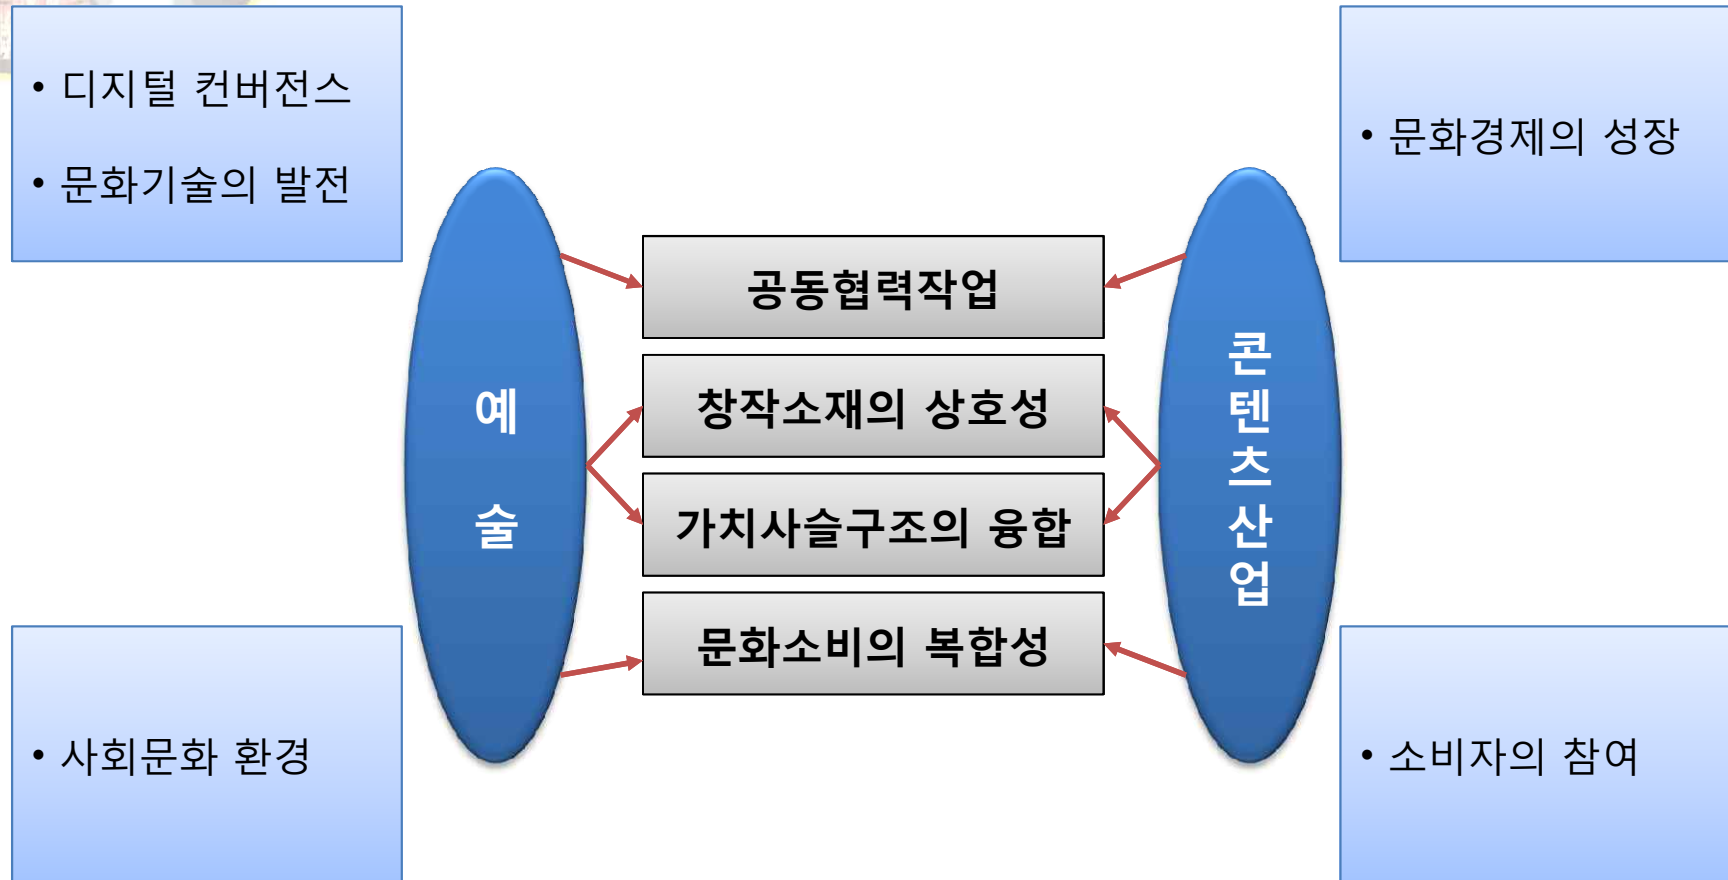 • 디지털 컨버전스
• 문화기술의 발전
• 문화경제의 성장
예술
공동협력작업
창작소재의 상호성
가치사슬구조의 융합
문화소비의 복합성
콘텐츠산업
• 사회문화 환경
• 소비자의 참여